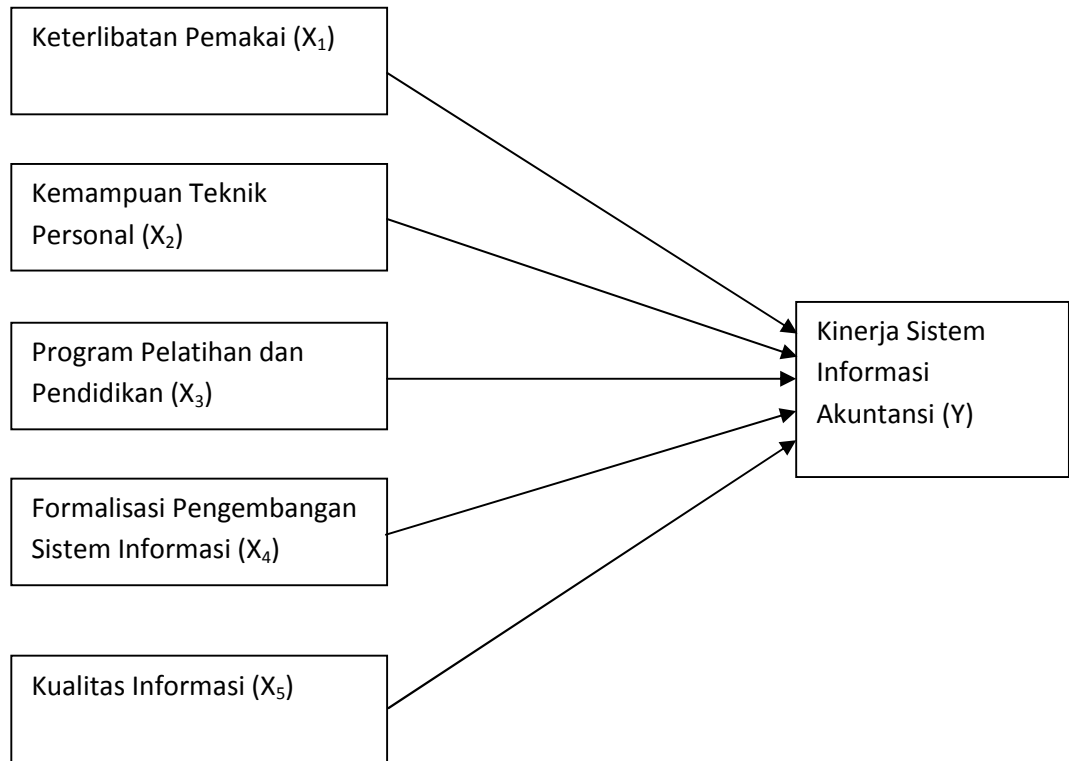 Keterlibatan Pemakai (X₁)
Kemampuan Teknik
Personal (X₂)
Program Pelatihan dan
Pendidikan (X₃)
Formalisasi Pengembangan
Sistem Informasi (X₄)
Kualitas Informasi (X₅)
Kinerja Sistem
Informasi
Akuntansi (Y)